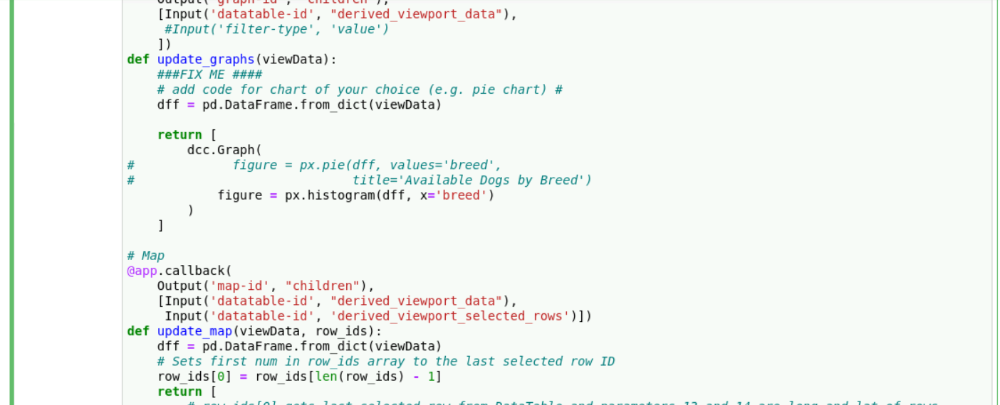 Output('graph-id', "children"),
[Input('datatable-id', "derived_viewport_data"),
#Input('filter-type', 'value')
])
def update_graphs(viewData):
###FIX ME ####
# add code for chart of your choice (e.g. pie chart) #
dff = pd.DataFrame.from_dict(viewData)
return [
dcc.Graph(
# figure = px.pie(dff, values='breed',
# title='Available Dogs by Breed')
figure = px.histogram(dff, x='breed')
)
]
# Map
@app.callback(
Output('map-id', "children"),
[Input('datatable-id', "derived_viewport_data"),
Input('datatable-id', 'derived_viewport_selected_rows')])
def update_map(viewData, row_ids):
dff = pd.DataFrame.from_dict(viewData)
# Sets first num in row_ids array to the last selected row ID
row_ids[0] = row_ids[len(row_ids) - 1]
return [
# row_ids[0] gets last selected row from DataTable and parameters 13 and 14 are long and lat of rows